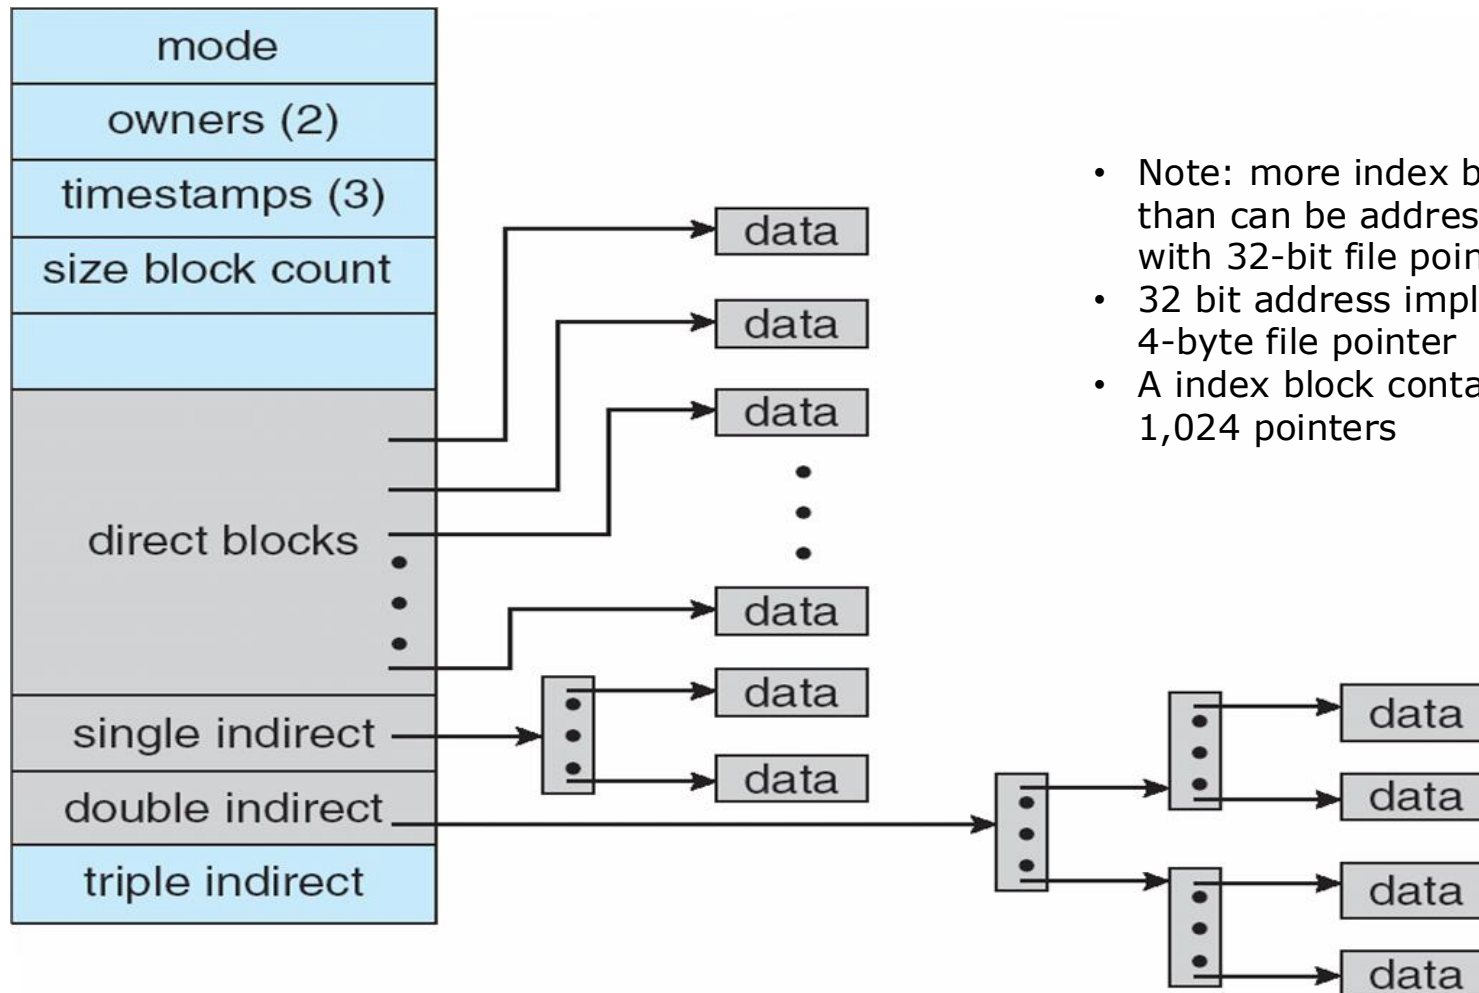 mode
owners (2)
timestamps (3)
size block count
direct blocks
single indirect
double indirect
triple indirect
data
data
data
data
data
data
data
data
data
data
• Note: more index b
than can be addres
with 32-bit file poin
• 32 bit address impl
4-byte file pointer
• A index block conta
1,024 pointers